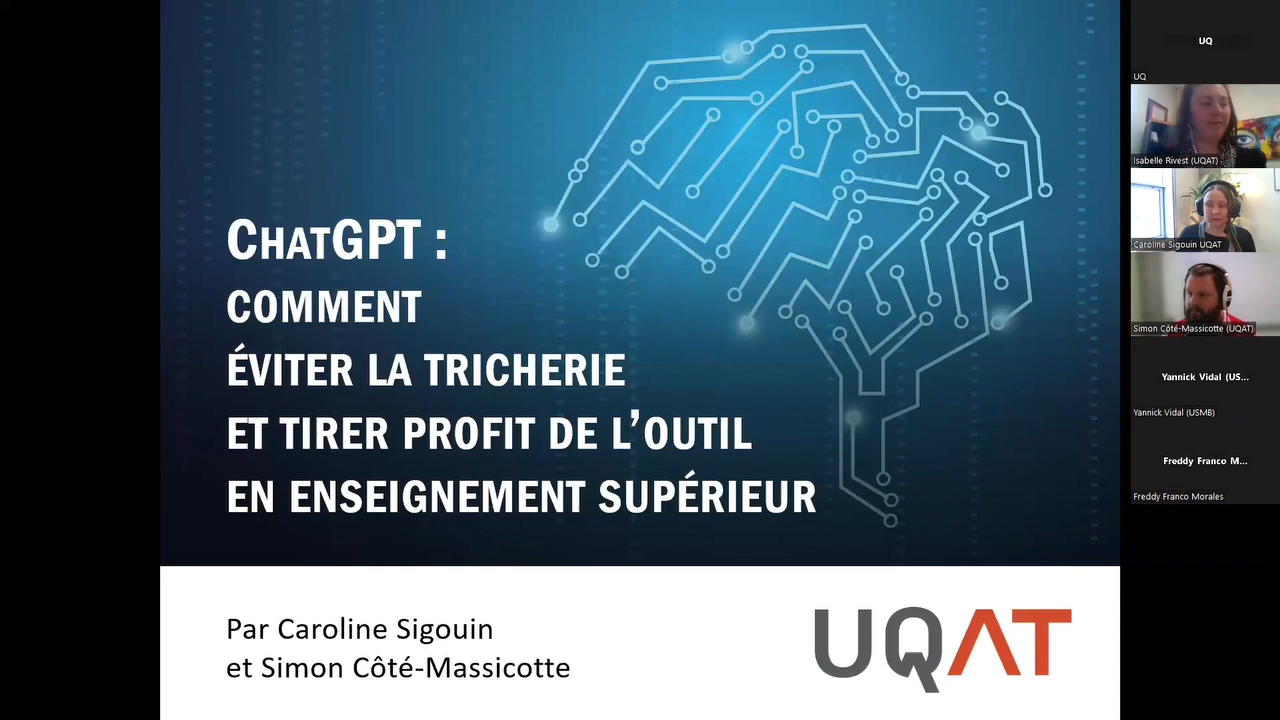 CHATGPT :
COMMENT
ÉVITER LA TRICHERIE
ET TIRER PROFIT DE L’OUTIL
EN ENSEIGNEMENT SUPÉRIEUR
Par Caroline Sigouin
et Simon Côté-Massicotte
UQAT
UQ
UQ
Isabelle Rivest (UQAT)
Caroline Sigouin UQAT
Simon Côté-Massicotte (UQAT)
Yannick Vidal (US...
Yannick Vidal (USMB)
Freddy Franco M...
Freddy Franco Morales